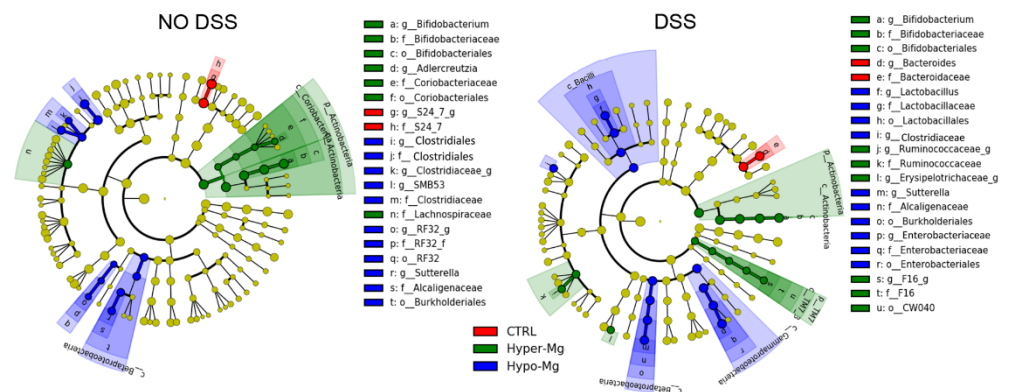 NO DSS
a: g__Bifidobacterium
b: f__Bifidobacteriaceae
c: o__Bifidobacteriales
d: g__Adlercreutzia
e: f__Coriobacteriaceae
f: o__Coriobacteriales
g: g__S24_7_g
h: f__S24_7
i: g__Clostridiales
j: f__Clostridiales
k: g__Clostridiaceae_g
l: g__SMB53
m: f__Clostridiaceae
n: f__Lachnospiraceae
o: g__RF32_g
p: f__RF32_f
q: o__RF32
r: g__Sutterella
s: f__Alcaligenaceae
t: o__Burkholderiales
p__Actinobacteria
c__Coriobacteriia
c__Actinobacteria
c__Betaproteobacteria
CTRL
Hyper-Mg
Hypo-Mg
DSS
a: g__Bifidobacterium
b: f__Bifidobacteriaceae
c: o__Bifidobacteriales
d: g__Bacteroides
e: f__Bacteroidaceae
f: g__Lactobacillus
g: f__Lactobacillaceae
h: o__Lactobacillales
i: g__Clostridiaceae
j: g__Ruminococcaceae_g
k: f__Ruminococcaceae
l: g__Erysipelotrichaceae_g
m: g__Sutterella
n: f__Alcaligenaceae
o: o__Burkholderiales
p: g__Enterobacteriaceae
q: f__Enterobacteriaceae
r: o__Enterobacteriales
s: g__F16_g
t: f__F16
u: o__CW040
c__Bacilli
p__Actinobacteria
c__Actinobacteria
p__TM7
c__TM7_3
c__Gammaproteobacteria
c__Betaproteobacteria